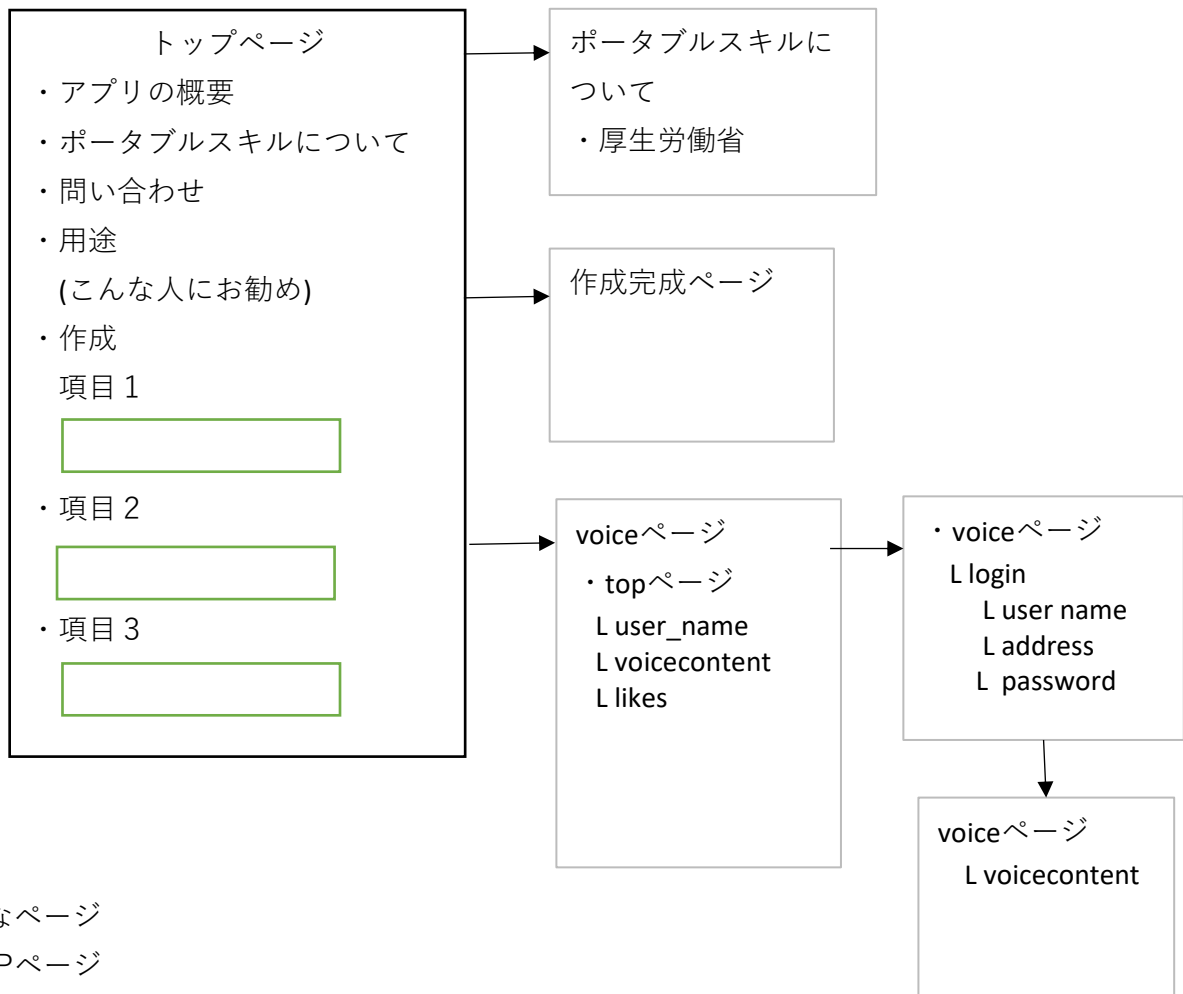 トップページ
・アプリの概要
・ポータブルスキルについて
・問い合わせ
・用途
(こんな人にお勧め)
・作成
項目１
・項目２
・項目３
ポータブルスキルに
ついて
・厚生労働省
作成完成ページ
voiceページ
・topページ
L user_name
L voicecontent
L likes
・voiceページ
L login
L user name
L address
L password
voiceページ
L voicecontent
なページ
Pページ